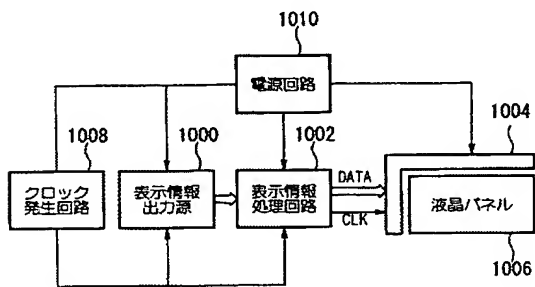 1010
電源回路
1008
1000
1002
1004
クロック
発生回路
表示情報
出力源
表示情報
処理回路
DATA
CLK
液晶パネル
1006